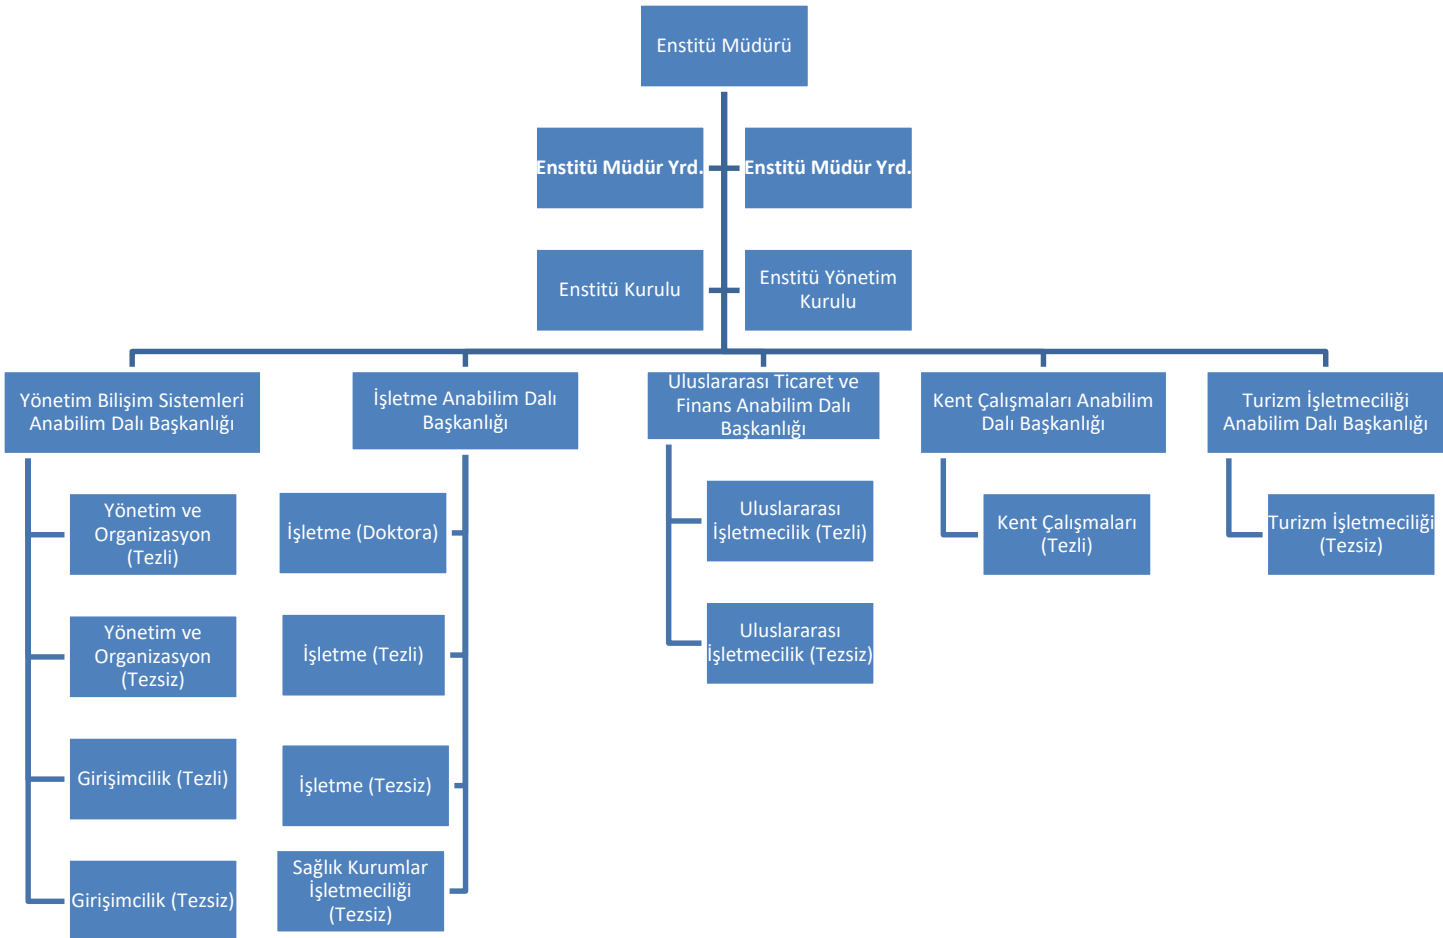 Enstitü Müdürü
Enstitü Müdür Yrd.
Enstitü Müdür Yrd.
Enstitü Kurulu
Enstitü Yönetim
Kurulu
Yönetim Bilişim Sistemleri
Anabilim Dalı Başkanlığı
İşletme Anabilim Dalı
Başkanlığı
Uluslararası Ticaret ve
Finans Anabilim Dalı
Başkanlığı
Kent Çalışmaları Anabilim
Dalı Başkanlığı
Turizm İşletmeciliği
Anabilim Dalı Başkanlığı
Yönetim ve
Organizasyon
(Tezli)
Yönetim ve
Organizasyon
(Tezsiz)
Girişimcilik (Tezli)
Girişimcilik (Tezsiz)
İşletme (Doktora)
İşletme (Tezli)
İşletme (Tezsiz)
Sağlık Kurumlar
İşletmeciliği
(Tezsiz)
Uluslararası
İşletmecilik (Tezli)
Uluslararası
İşletmecilik (Tezsiz)
Kent Çalışmaları
(Tezli)
Turizm İşletmeciliği
(Tezsiz)